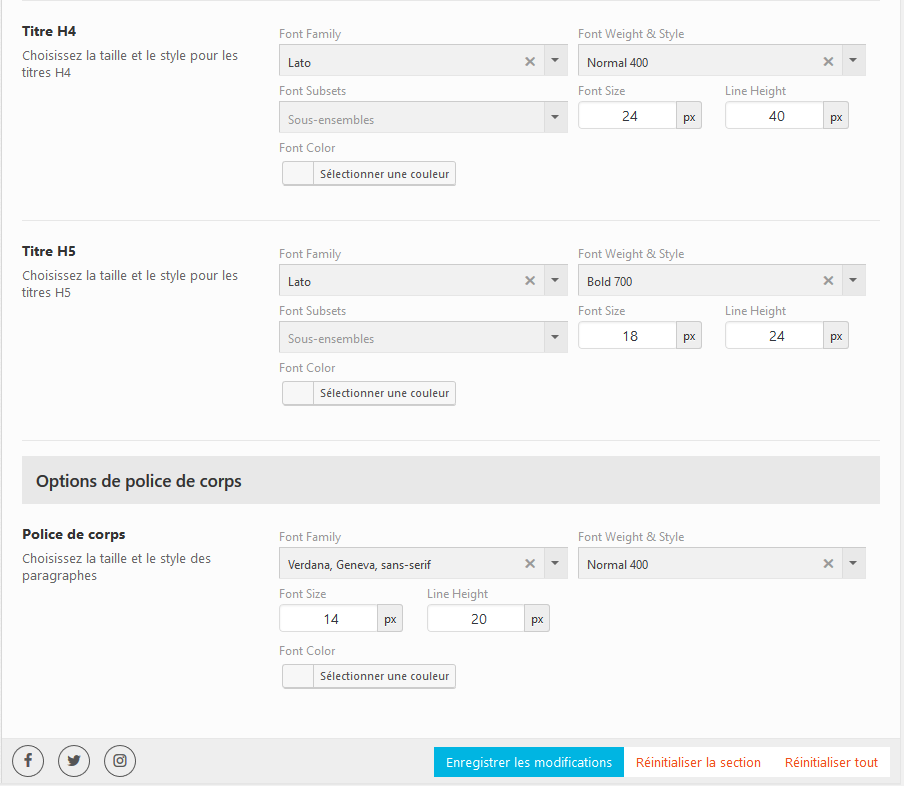 Titre H4
Choisissez la taille et le style pour les
titres H4
Font Family
Font Weight & Style
Lato
Normal 400
Font Subsets
Font Size
Line Height
Sous-ensembles
24 px
40 px
Font Color
Sélectionner une couleur
Titre H5
Choisissez la taille et le style pour les
titres H5
Font Family
Font Weight & Style
Lato
Bold 700
Font Subsets
Font Size
Line Height
Sous-ensembles
18 px
24 px
Font Color
Sélectionner une couleur
Options de police de corps
Police de corps
Choisissez la taille et le style des
paragraphes
Font Family
Font Weight & Style
Verdana, Geneva, sans-serif
Normal 400
Font Size
Line Height
14 px
20 px
Font Color
Sélectionner une couleur
Enregistrer les modifications
Réinitialiser la section
Réinitialiser tout